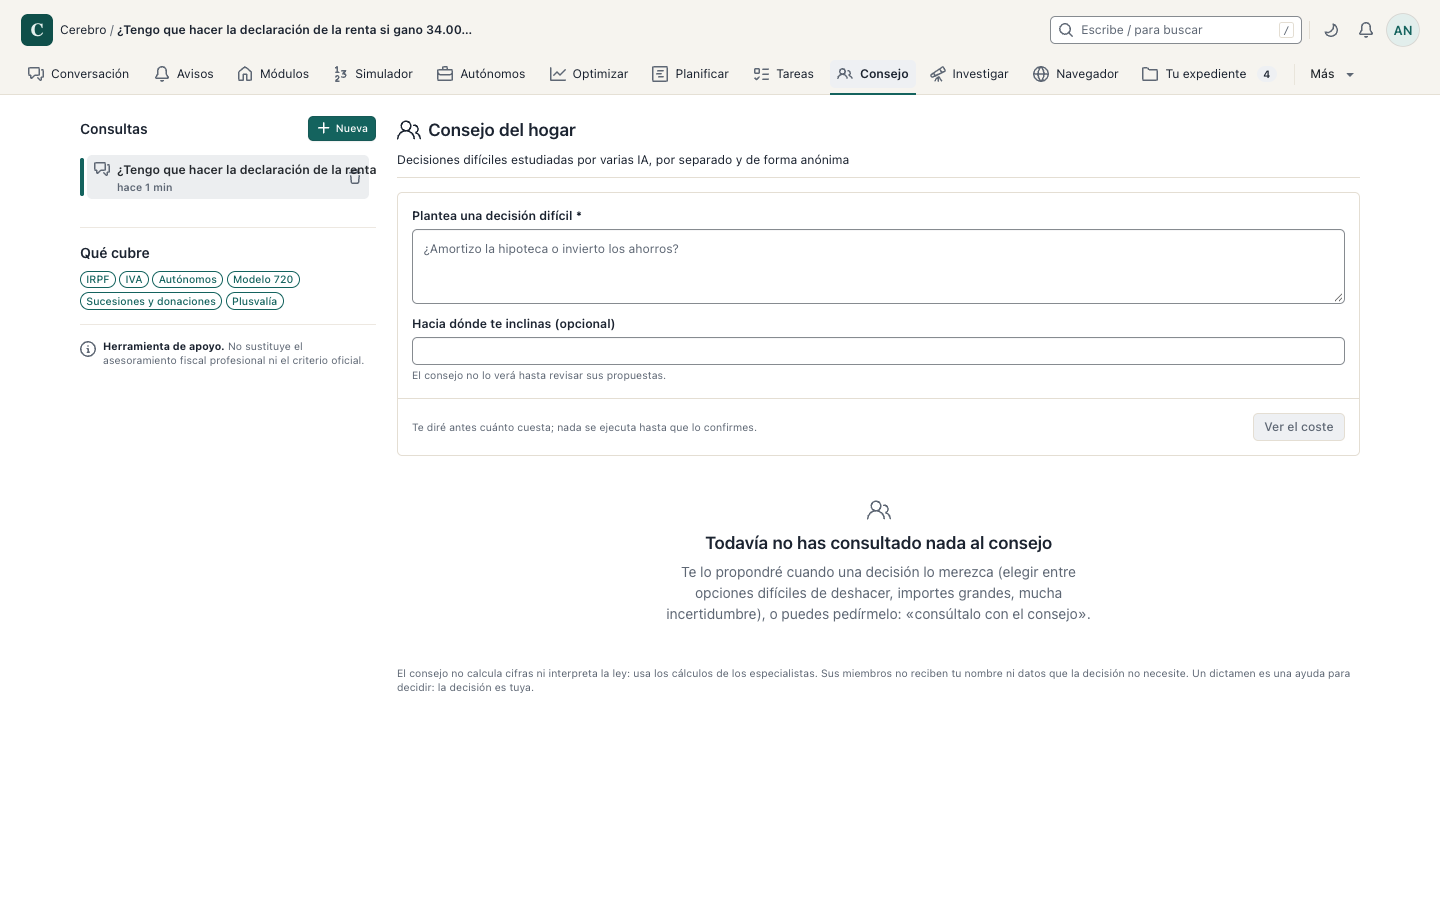 C
Cerebro / ¿Tengo que hacer la declaración de la renta si gano 34.00...
Escribe / para buscar
/
AN
Conversación
Avisos
Módulos
Simulador
Autónomos
Optimizar
Planificar
Tareas
Consejo
Investigar
Navegador
Tu expediente 4
Más
Consultas
Nueva
¿Tengo que hacer la declaración de la renta
hace 1 min
Qué cubre
IRPF
IVA
Autónomos
Modelo 720
Sucesiones y donaciones
Plusvalía
Herramienta de apoyo. No sustituye el
asesoramiento fiscal profesional ni el criterio oficial.
Consejo del hogar
Decisiones difíciles estudiadas por varias IA, por separado y de forma anónima
Plantea una decisión difícil *
¿Amortizo la hipoteca o invierto los ahorros?
Hacia dónde te inclinas (opcional)
El consejo no lo verá hasta revisar sus propuestas.
Te diré antes cuánto cuesta; nada se ejecuta hasta que lo confirmes.
Ver el coste
Todavía no has consultado nada al consejo
Te lo propondré cuando una decisión lo merezca (elegir entre
opciones difíciles de deshacer, importes grandes, mucha
incertidumbre), o puedes pedírmelo: «consúltalo con el consejo».
El consejo no calcula cifras ni interpreta la ley: usa los cálculos de los especialistas. Sus miembros no reciben tu nombre ni datos que la decisión no necesite. Un dictamen es una ayuda para
decidir: la decisión es tuya.